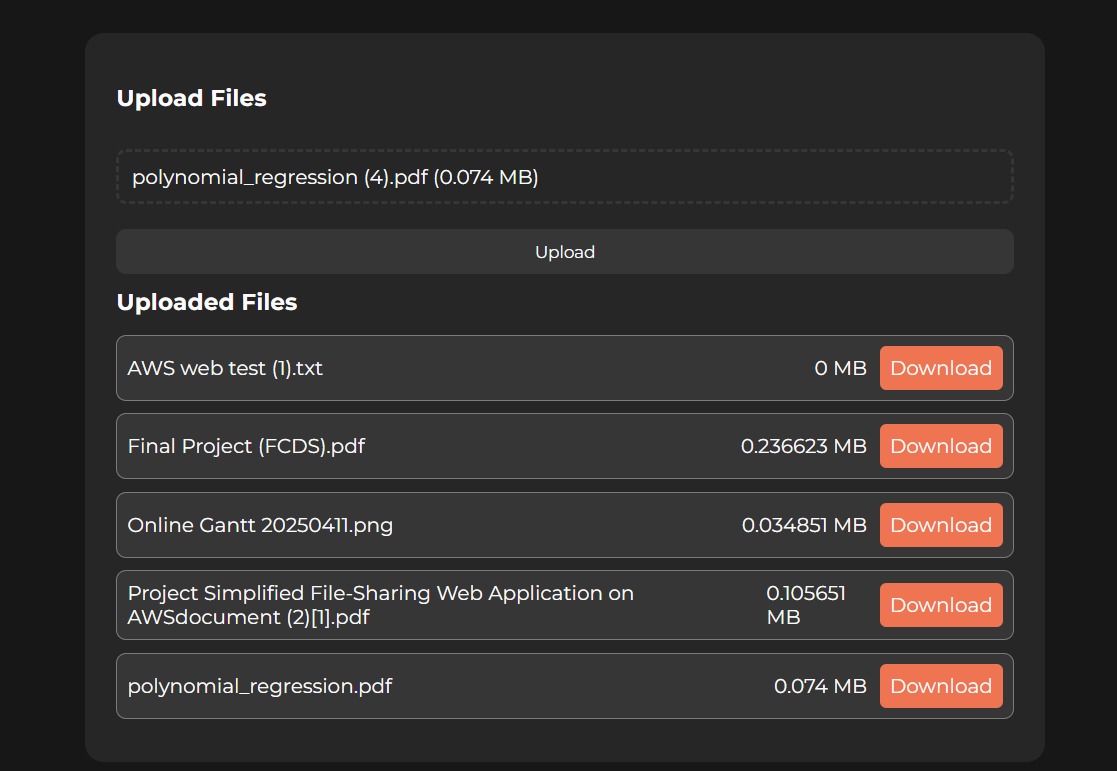 Upload Files
polynomial_regression (4).pdf (0.074 MB)
Upload
Uploaded Files
AWS web test (1).txt 0 MB Download
Final Project (FCDS).pdf 0.236623 MB Download
Online Gantt 20250411.png 0.034851 MB Download
Project Simplified File-Sharing Web Application on
AWSdocument (2)[1].pdf
0.105651
MB
Download
polynomial_regression.pdf 0.074 MB Download